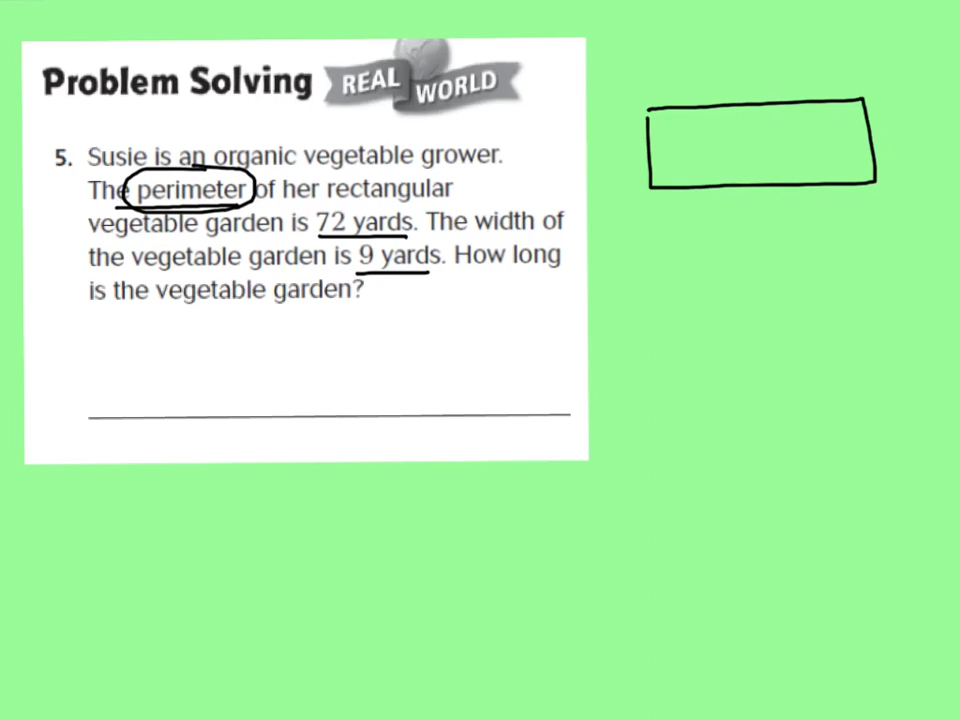 Problem Solving REAL WORLD
5. Susie is an organic vegetable grower.
The perimeter of her rectangular
vegetable garden is 72 yards. The width of
the vegetable garden is 9 yards. How long
is the vegetable garden?